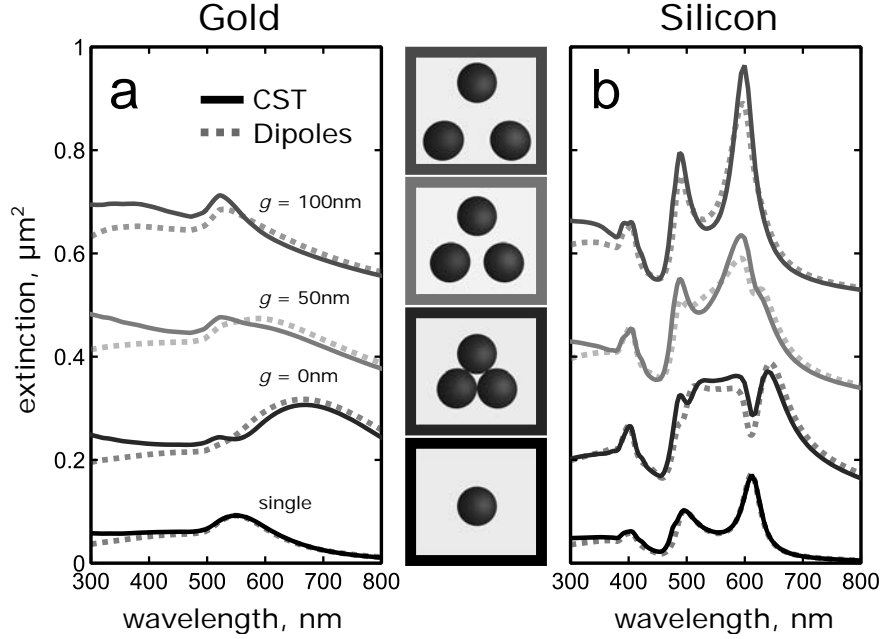 Gold
Silicon
a
CST
Dipoles
g = 100nm
g = 50nm
g = 0nm
single
extinction, μm²
1
0.8
0.6
0.4
0.2
0
300 400 500 600 700 800
wavelength, nm
b
300 400 500 600 700 800
wavelength, nm